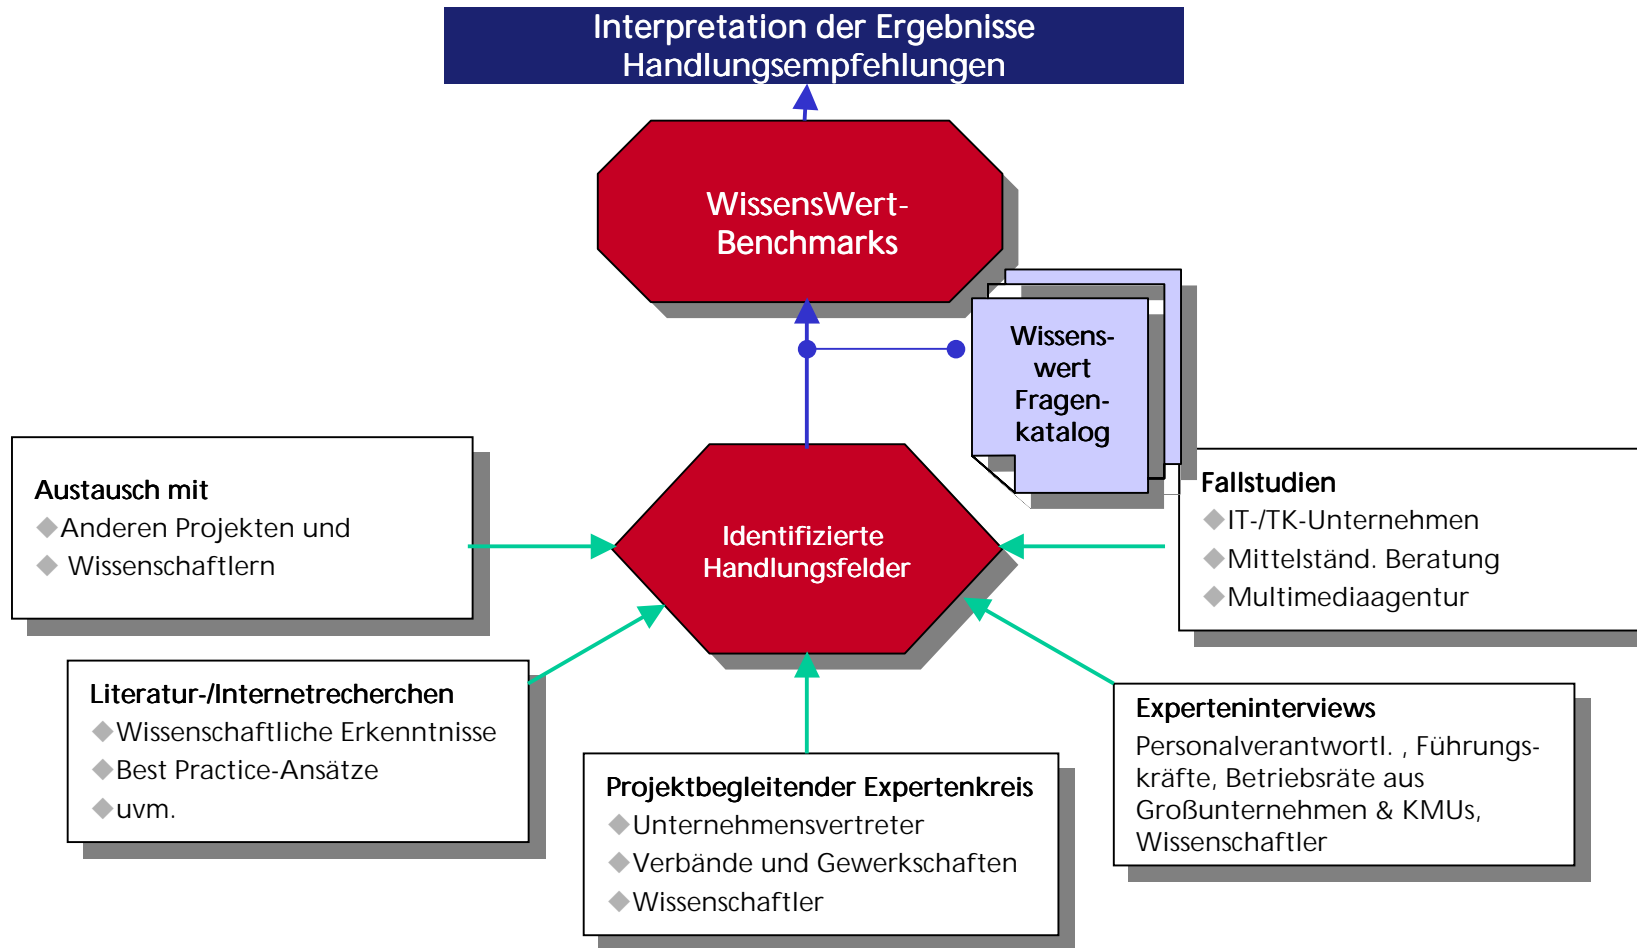 Interpretation der Ergebnisse
Handlungsempfehlungen
WissensWert-
Benchmarks
Wissens-
wert
Fragen-
katalog
Austausch mit
Anderen Projekten und
Wissenschaftlern
Identifizierte
Handlungsfelder
Fallstudien
IT-/TK-Unternehmen
Mittelständ. Beratung
Multimediaagentur
Literatur-/Internetrecherchen
Wissenschaftliche Erkenntnisse
Best Practice-Ansätze
uvm.
Projektbegleitender Expertenkreis
Unternehmensvertreter
Verbände und Gewerkschaften
Wissenschaftler
Experteninterviews
Personalverantwortl. , Führungs-
kräfte, Betriebsräte aus
Großunternehmen & KMUs,
Wissenschaftler